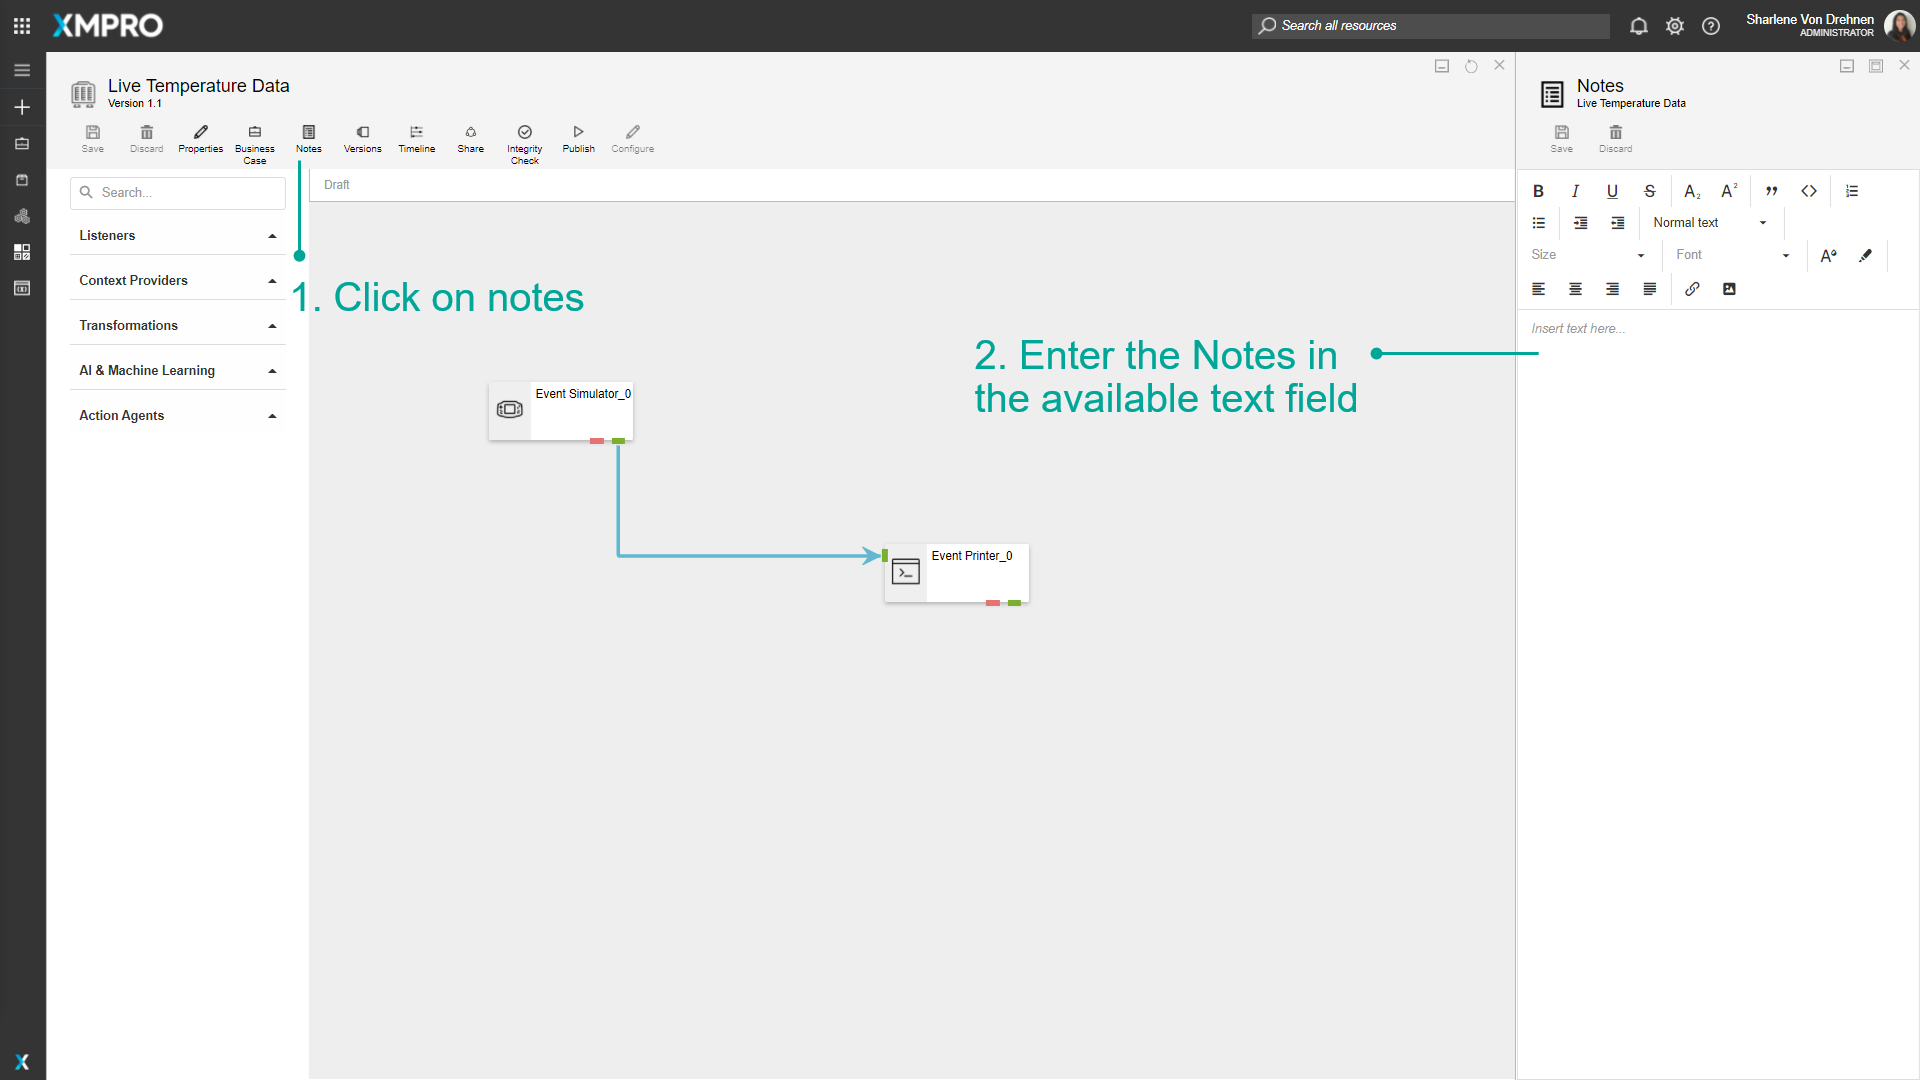 XMPRO
Search all resources
Sharlene Von Drehnen
ADMINISTRATOR
Live Temperature Data
Version 1.1
Save
Discard
Properties
Business
Case
Notes
Versions
Timeline
Share
Integrity
Check
Publish
Configure
Search...
Listeners
Context Providers
Transformations
AI & Machine Learning
Action Agents
Draft
1. Click on notes
2. Enter the Notes in
the available text field
Event Simulator_0
Event Printer_0
Notes
Live Temperature Data
Save
Discard
B I U S A2 A2
Normal text
Size
Font
Insert text here...
X